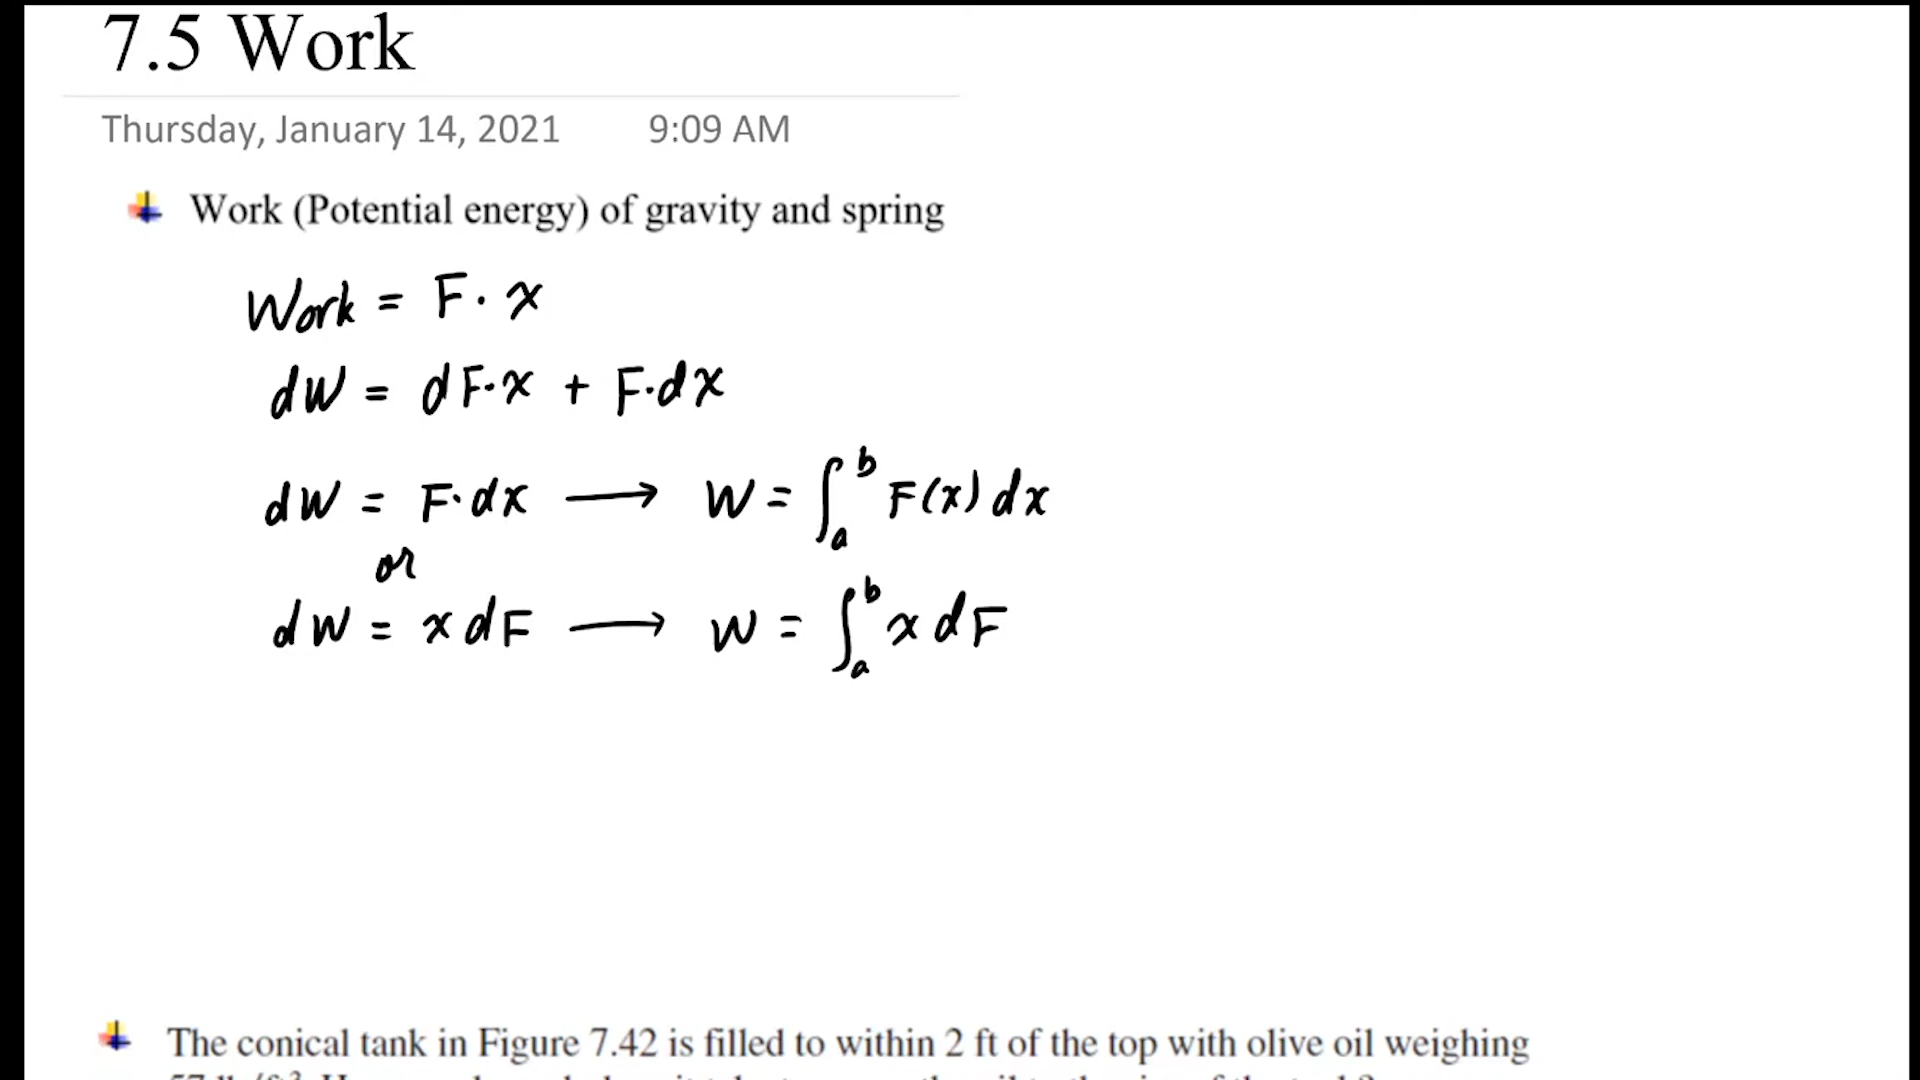 7.5 Work
Thursday, January 14, 2021 9:09 AM
Work (Potential energy) of gravity and spring
Work = F · x
dW = dF·x + F·dx
dW = F·dx → W = ∫_a^b F(x) dx
or
dW = x dF → W = ∫_a^b x dF
The conical tank in Figure 7.42 is filled to within 2 ft of the top with olive oil weighing